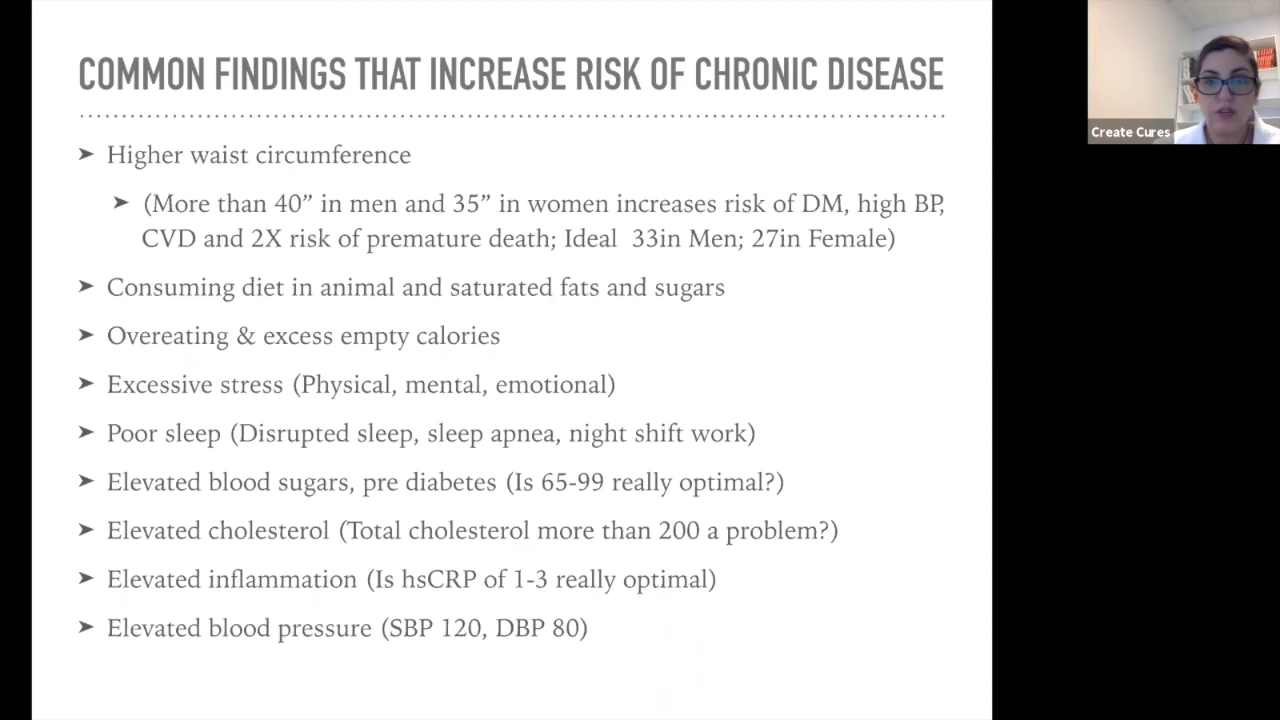 COMMON FINDINGS THAT INCREASE RISK OF CHRONIC DISEASE
➤ Higher waist circumference
➤ (More than 40” in men and 35” in women increases risk of DM, high BP,
CVD and 2X risk of premature death; Ideal 33in Men; 27in Female)
➤ Consuming diet in animal and saturated fats and sugars
➤ Overeating & excess empty calories
➤ Excessive stress (Physical, mental, emotional)
➤ Poor sleep (Disrupted sleep, sleep apnea, night shift work)
➤ Elevated blood sugars, pre diabetes (Is 65-99 really optimal?)
➤ Elevated cholesterol (Total cholesterol more than 200 a problem?)
➤ Elevated inflammation (Is hsCRP of 1-3 really optimal)
➤ Elevated blood pressure (SBP 120, DBP 80)
Create Cures